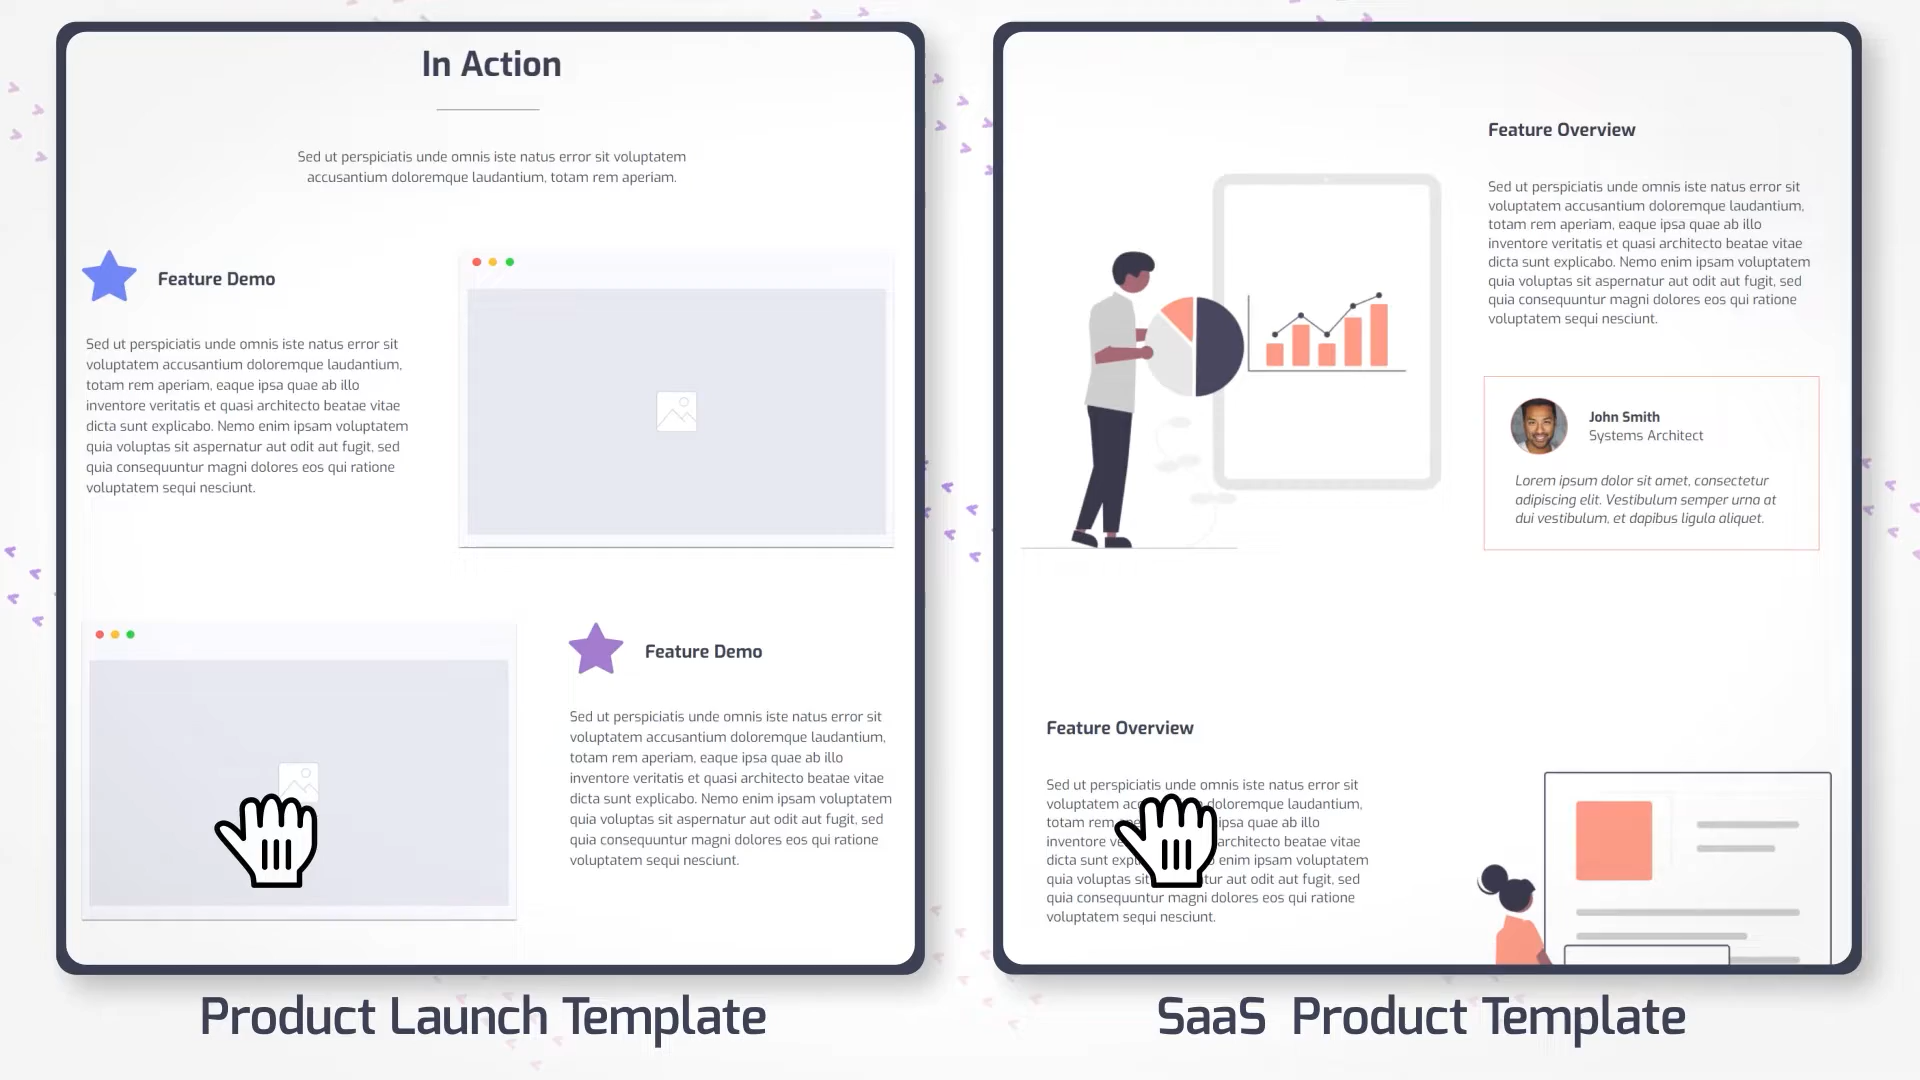 In Action
Sed ut perspiciatis unde omnis iste natus error sit voluptatem
accusantium doloremque laudantium, totam rem aperiam.
Feature Demo
Sed ut perspiciatis unde omnis iste natus error sit
voluptatem accusantium doloremque laudantium,
totam rem aperiam, eaque ipsa quae ab illo
inventore veritatis et quasi architecto beatae vitae
dicta sunt explicabo. Nemo enim ipsam voluptatem
quia voluptas sit aspernatur aut odit aut fugit, sed
quia consequuntur magni dolores eos qui ratione
voluptatem sequi nesciunt.
Feature Demo
Sed ut perspiciatis unde omnis iste natus error sit
voluptatem accusantium doloremque laudantium,
totam rem aperiam, eaque ipsa quae ab illo
inventore veritatis et quasi architecto beatae vitae
dicta sunt explicabo. Nemo enim ipsam voluptatem
quia voluptas sit aspernatur aut odit aut fugit, sed
quia consequuntur magni dolores eos qui ratione
voluptatem sequi nesciunt.
Product Launch Template
Feature Overview
Sed ut perspiciatis unde omnis iste natus error sit
voluptatem accusantium doloremque laudantium,
totam rem aperiam, eaque ipsa quae ab illo
inventore veritatis et quasi architecto beatae vitae
dicta sunt explicabo. Nemo enim ipsam voluptatem
quia voluptas sit aspernatur aut odit aut fugit, sed
quia consequuntur magni dolores eos qui ratione
voluptatem sequi nesciunt.
John Smith
Systems Architect
Lorem ipsum dolor sit amet, consectetur
adipiscing elit. Vestibulum semper urna at
dui vestibulum, et dapibus ligula aliquet.
Feature Overview
Sed ut perspiciatis unde omnis iste natus error sit
voluptatem doloremque laudantium,
totam rem ipsa quae ab illo
inventore architecto beatae vitae
dicta sunt enim ipsam voluptatem
quia voluptas sit aut odit aut fugit, sed
quia consequuntur magni dolores eos qui ratione
voluptatem sequi nesciunt.
SaaS Product Template